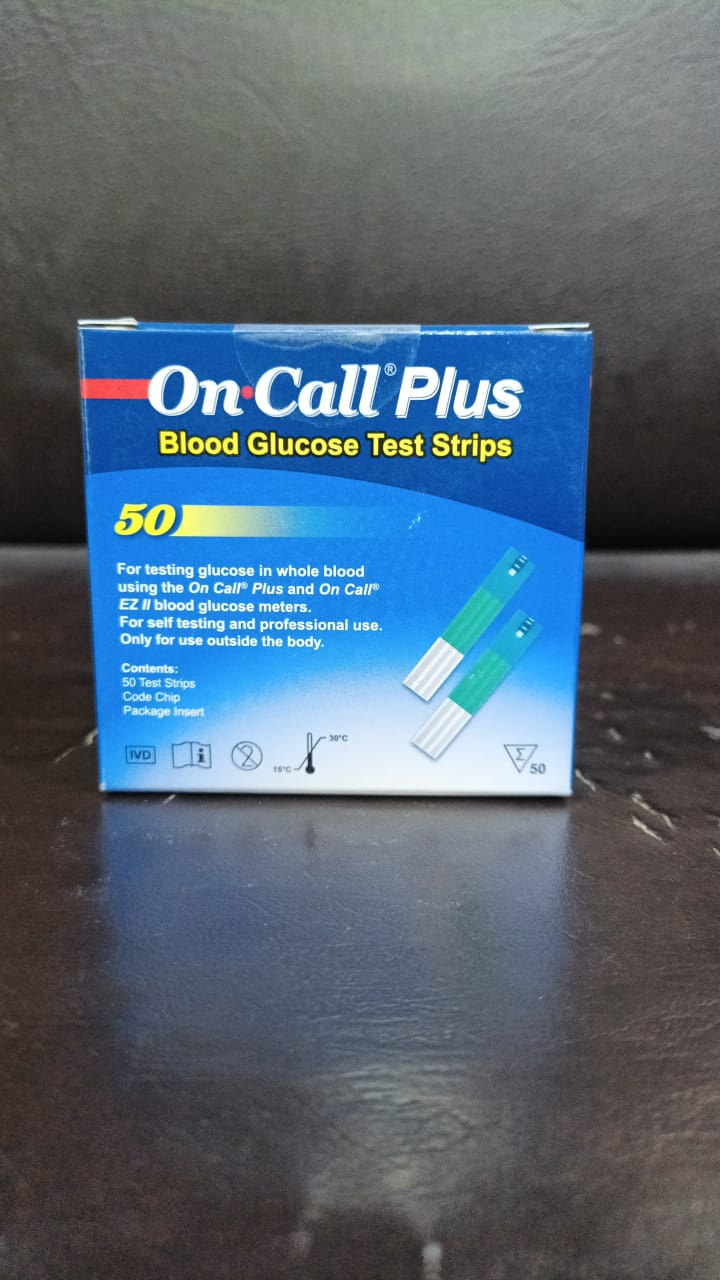 On Call® Plus
Blood Glucose Test Strips
50
For testing glucose in whole blood
using the On Call® Plus and On Call®
EZ II blood glucose meters.
For self testing and professional use.
Only for use outside the body.
Contents:
50 Test Strips
Code Chip
Package Insert
IVD
i
2
15°C
30°C
Σ
50